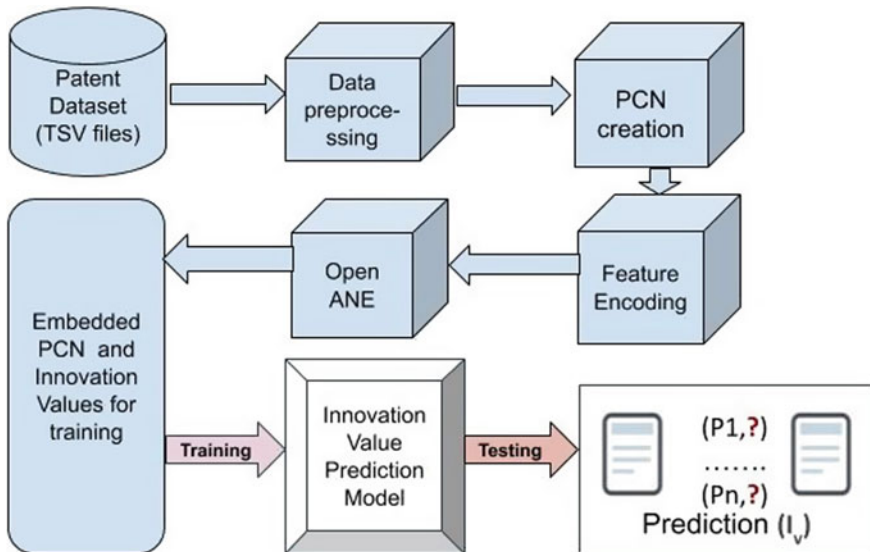 Patent
Dataset
(TSV files)
Data
preproce-
ssing
PCN
creation
Feature
Encoding
Open
ANE
Embedded
PCN and
Innovation
Values for
training
Training
Innovation
Value
Prediction
Model
Testing
(P1,?)
.......
(Pn,?)
Prediction (Iv)